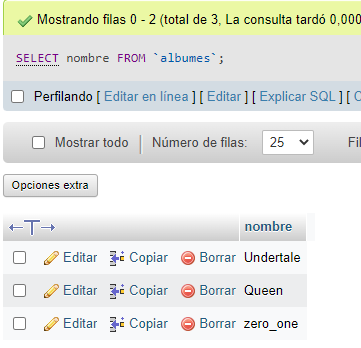 Mostrando filas 0 - 2 (total de 3, La consulta tardó 0,000
SELECT nombre FROM `albumes`;
Perfilando [ Editar en línea ] [ Editar ] [ Explicar SQL ] [
Mostrar todo Número de filas: 25
Opciones extra
nombre
Editar Copiar Borrar Undertale
Editar Copiar Borrar Queen
Editar Copiar Borrar zero_one